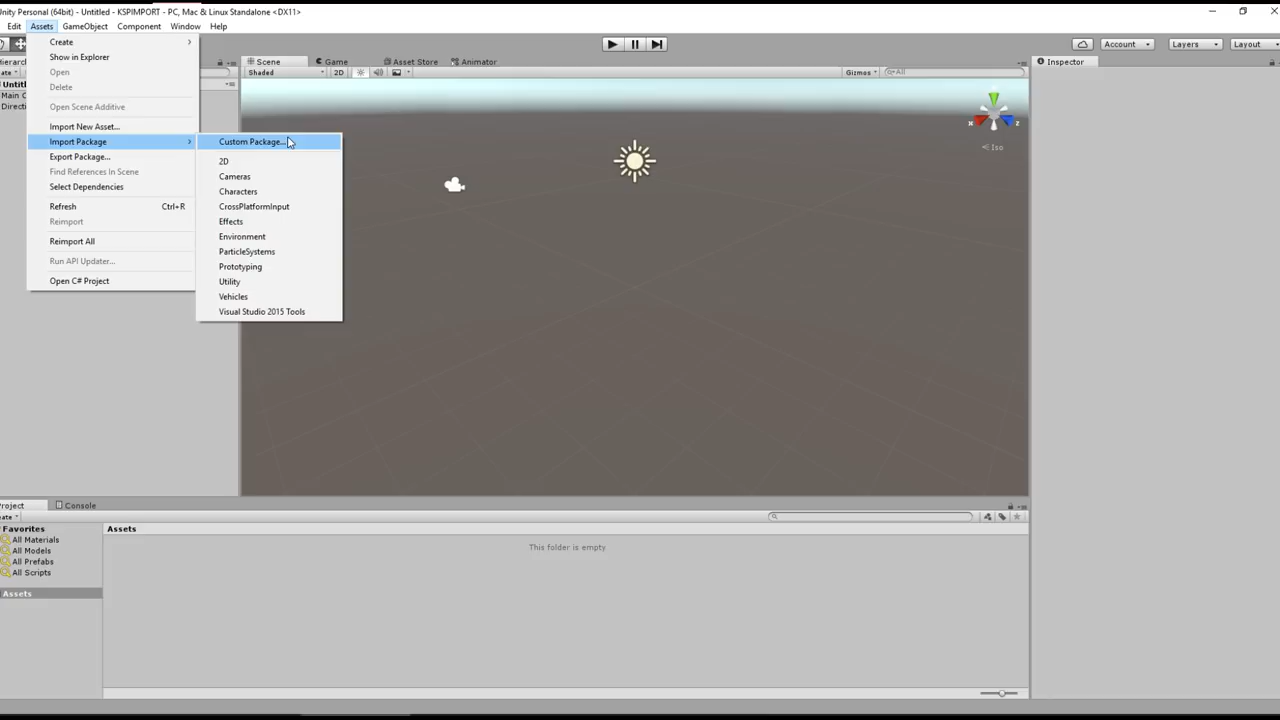 Unity Personal (64bit) - Untitled - KSPIMPORT - PC, Mac & Linux Standalone <DX11>
Edit Assets GameObject Component Window Help
Account Layers Layout
Create
Show in Explorer
Open
Delete
Open Scene Additive
Import New Asset...
Import Package
Export Package...
Find References In Scene
Select Dependencies
Refresh Ctrl+R
Reimport
Reimport All
Run API Updater...
Open C# Project
Custom Package...
2D
Cameras
Characters
CrossPlatformInput
Effects
Environment
ParticleSystems
Prototyping
Utility
Vehicles
Visual Studio 2015 Tools
Scene Game Asset Store Animator
Shaded 2D Gizmos All
x z
Iso
Inspector
Project Console
Favorites
All Materials
All Models
All Prefabs
All Scripts
Assets
Assets
This folder is empty